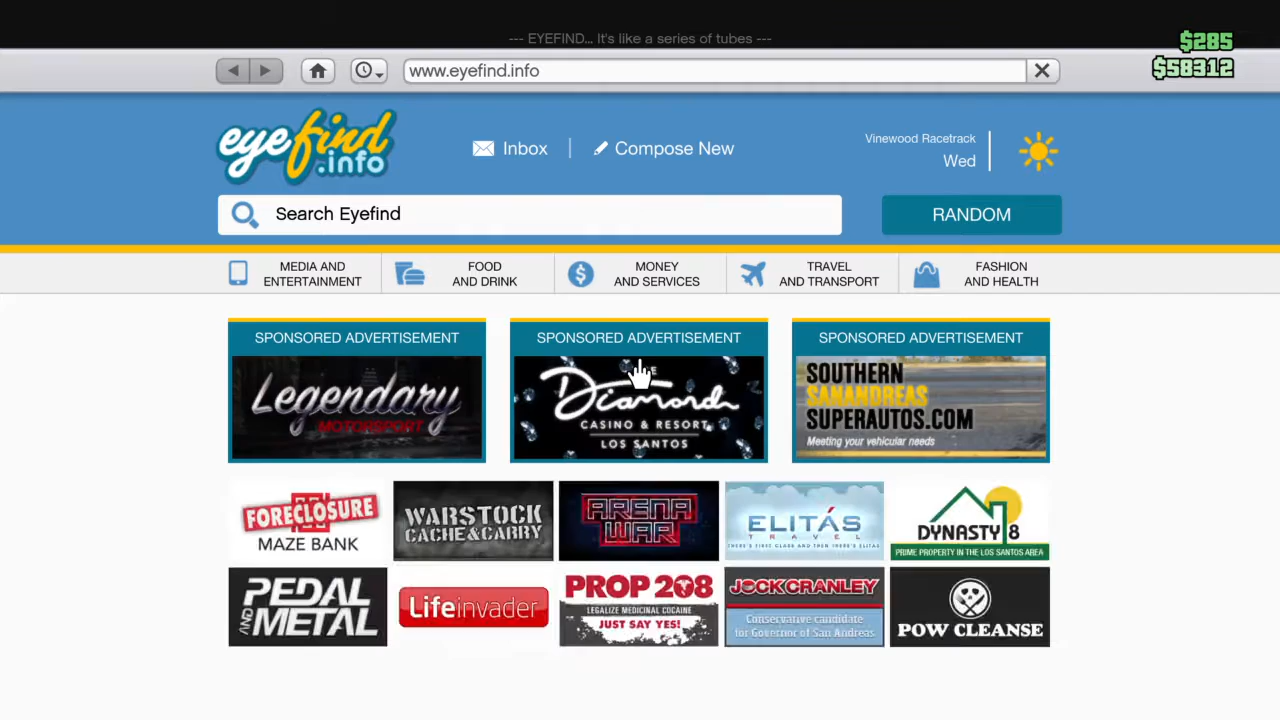 --- EYEFIND... It's like a series of tubes ---
$285
$58312
www.eyefind.info
eyefind
.info
Inbox
Compose New
Vinewood Racetrack
Wed
Search Eyefind
RANDOM
MEDIA AND
ENTERTAINMENT
FOOD
AND DRINK
MONEY
AND SERVICES
TRAVEL
AND TRANSPORT
FASHION
AND HEALTH
SPONSORED ADVERTISEMENT
Legendary
MOTORSPORT
SPONSORED ADVERTISEMENT
Diamond
CASINO & RESORT
LOS SANTOS
SPONSORED ADVERTISEMENT
SOUTHERN
SANANDREAS
SUPERAUTOS.COM
Meeting your vehicular needs
FORECLOSURE
MAZE BANK
WARSTOCK
CACHE&CARRY
ARENA
WAR
ELITÁS
TRAVEL
THERE'S FIRST CLASS AND THEN THERE'S ELITAS
DYNASTY 8
PRIME PROPERTY IN THE LOS SANTOS AREA
PEDAL
AND METAL
Lifeinvader
PROP 208
LEGALIZE MEDICINAL COCAINE
JUST SAY YES!
JOCK CRANLEY
Conservative candidate
for Governor of San Andreas
POW CLEANSE